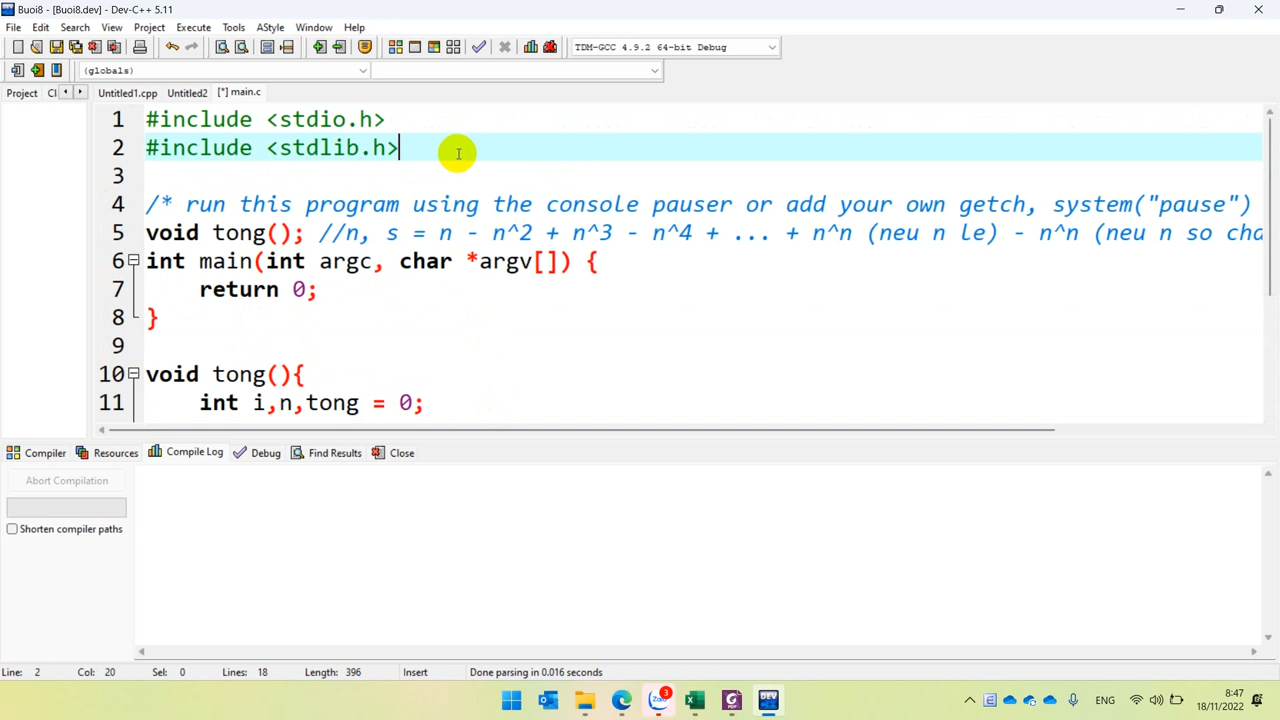 Buoi8 - [Buoi8.dev] - Dev-C++ 5.11
File Edit Search View Project Execute Tools AStyle Window Help
TDM-GCC 4.9.2 64-bit Debug
(globals)
Project Cl Untitled1.cpp Untitled2 [*] main.c
1 #include <stdio.h>
2 #include <stdlib.h>
3
4 /* run this program using the console pauser or add your own getch, system("pause")
5 void tong(); //n, s = n - n^2 + n^3 - n^4 + ... + n^n (neu n le) - n^n (neu n so cha
6 int main(int argc, char *argv[]) {
7 return 0;
8 }
9
10 void tong(){
11 int i,n,tong = 0;
Compiler Resources Compile Log Debug Find Results Close
Abort Compilation
Shorten compiler paths
Line: 2 Col: 20 Sel: 0 Lines: 18 Length: 396 Insert Done parsing in 0.016 seconds
Zalo 3 PDF DEV ENG 8:47
18/11/2022